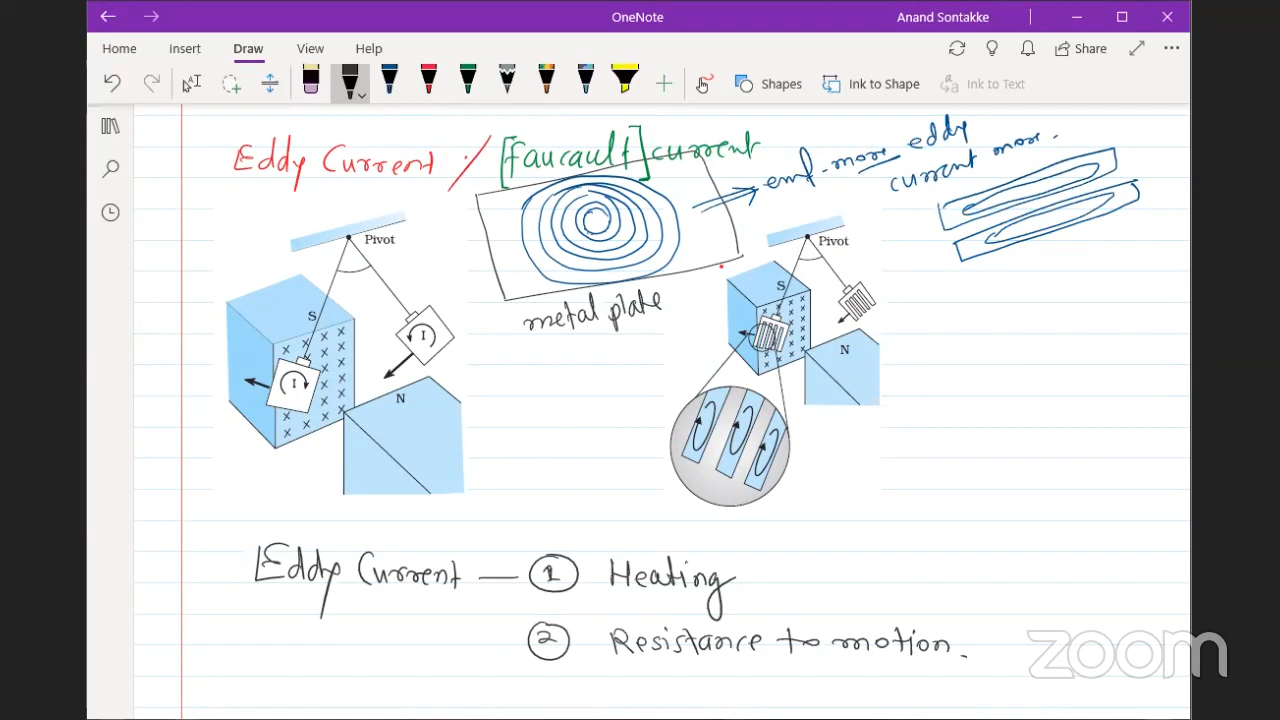 OneNote
Anand Sontakke
Home Insert Draw View Help
Share
Shapes
Ink to Shape
Ink to Text
Eddy Current / [Faucault] current
emf more eddy
current more.
Pivot
S
I
I
N
metal plate
Pivot
S
N
Eddy Current — ① Heating
② Resistance to motion.
zoom